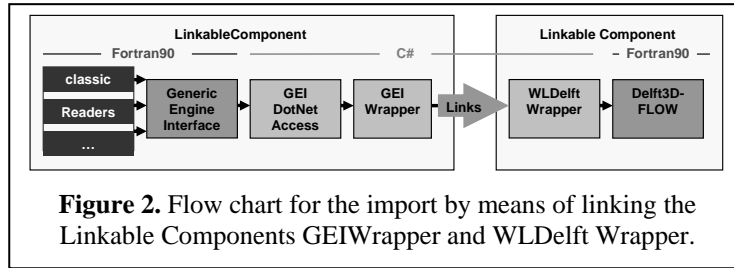 LinkableComponent
Linkable Component
Fortran90
C#
Fortran90
classic
Readers
...
Generic
Engine
Interface
GEI
DotNet
Access
GEI
Wrapper
Links
WLDelft
Wrapper
Delft3D-
FLOW
Figure 2. Flow chart for the import by means of linking the
Linkable Components GEIWrapper and WLDelft Wrapper.